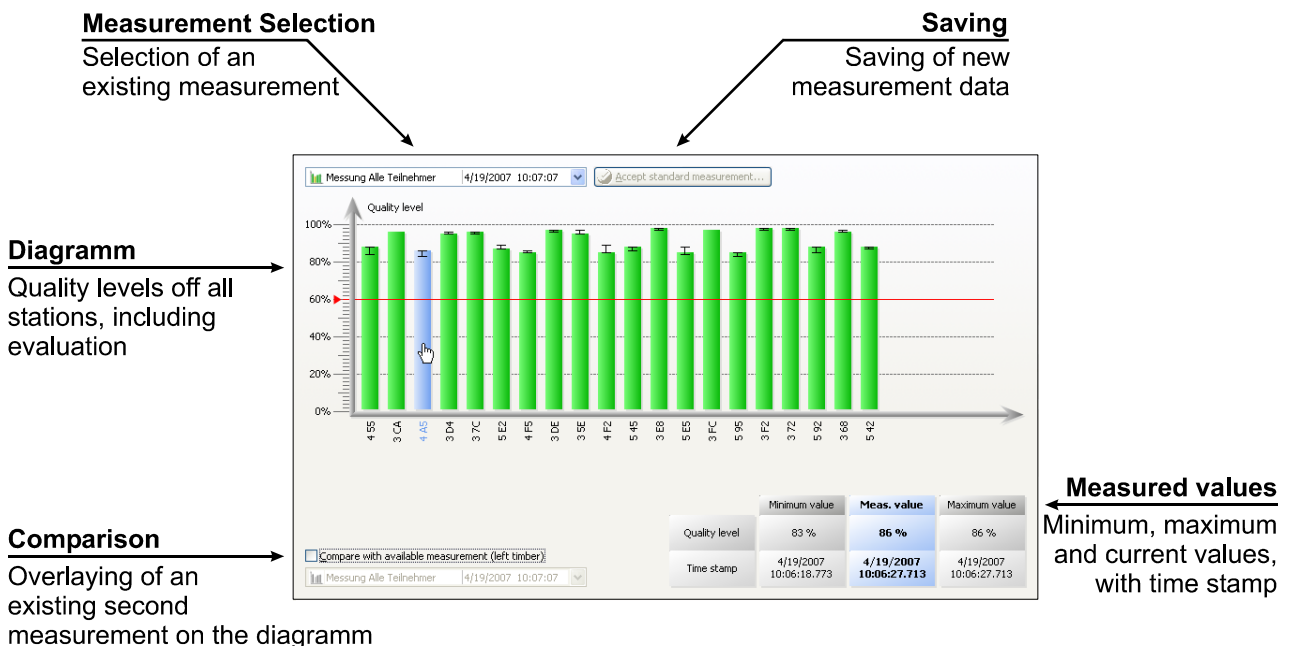 Measurement Selection
Selection of an
existing measurement
Saving
Saving of new
measurement data
Messung Alle Teilnehmer 4/19/2007 10:07:07
Accept standard measurement...
Quality level
100%
80%
60%
40%
20%
0%
4 55
3 CA
4 A5
3 D4
3 7C
5 E2
4 F5
3 DE
3 5E
4 F2
5 45
3 E8
5 E5
3 FC
5 95
3 F2
3 72
5 92
3 68
5 42
Diagramm
Quality levels off all
stations, including
evaluation
Minimum value Meas. value Maximum value
Quality level 83 % 86 % 86 %
Time stamp 4/19/2007 4/19/2007 4/19/2007
10:06:18.773 10:06:27.713 10:06:27.713
Measured values
Minimum, maximum
and current values,
with time stamp
Comparison
Overlaying of an
existing second
measurement on the diagramm
Compare with available measurement (left timber)
Messung Alle Teilnehmer 4/19/2007 10:07:07